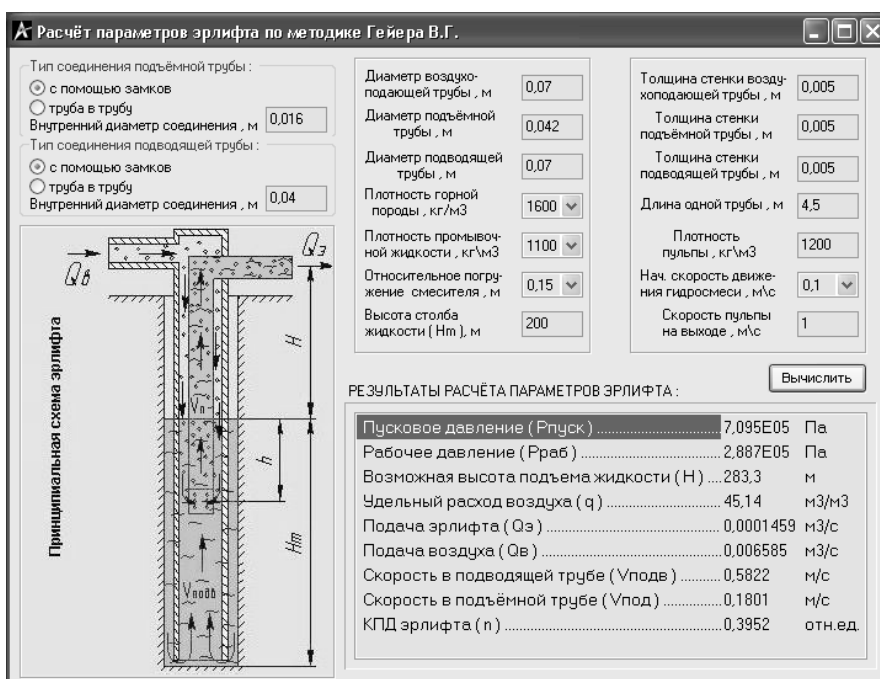 Расчёт параметров эрлифта по методике Гейера В.Г.
Тип соединения подъёмной трубы :
с помощью замков
труба в трубу
Внутренний диаметр соединения , м 0,016
Тип соединения подводящей трубы :
с помощью замков
труба в трубу
Внутренний диаметр соединения , м 0,04
Принципиальная схема эрлифта
Qв
Qэ
H
Vп
h
Hm
Vподв
Диаметр воздухо-
подающей трубы , м 0,07
Диаметр подъёмной
трубы , м 0,042
Диаметр подводящей
трубы , м 0,07
Плотность горной
породы , кг/м3 1600
Плотность промывоч-
ной жидкости , кг\м3 1100
Относительное погру-
жение смесителя , м 0,15
Высота столба
жидкости ( Hm ), м 200
Толщина стенки возду-
хоподающей трубы , м 0,005
Толщина стенки
подъёмной трубы , м 0,005
Толщина стенки
подводящей трубы , м 0,005
Длина одной трубы , м 4,5
Плотность
пульпы , кг\м3 1200
Нач. скорость движе-
ния гидросмеси , м\с 0,1
Скорость пульпы
на выходе , м\с 1
Вычислить
РЕЗУЛЬТАТЫ РАСЧЁТА ПАРАМЕТРОВ ЭРЛИФТА :
Пусковое давление ( Рпуск ) ..................... 7,095E05 Па
Рабочее давление ( Рраб ) ......................... 2,887E05 Па
Возможная высота подъема жидкости ( H ) ... 283,3 м
Удельный расход воздуха ( q ) .................... 45,14 м3/м3
Подача эрлифта ( Qэ ) ................................ 0,0001459 м3/с
Подача воздуха ( Qв ) ................................ 0,006585 м3/с
Скорость в подводящей трубе ( Vподв ) .......... 0,5822 м/с
Скорость в подъёмной трубе ( Vпод ) ............. 0,1801 м/с
КПД эрлифта ( n ) ...................................... 0,3952 отн.ед.